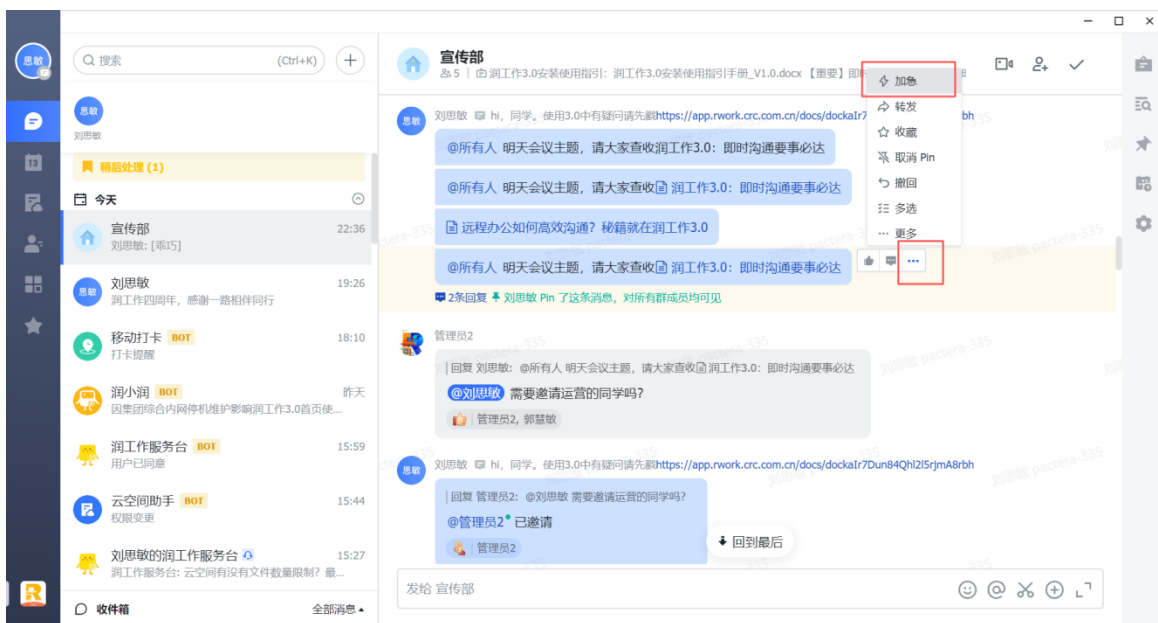 思敏
搜索 (Ctrl+K)
思敏
刘思敏
稍后处理 (1)
13
今天
宣传部 22:36
刘思敏: [乖巧]
思敏
刘思敏 19:26
润工作四周年，感谢一路相伴同行
移动打卡 BOT 18:10
打卡提醒
润小润 BOT 昨天
因集团综合内网停机维护影响润工作3.0首页使...
润工作服务台 BOT 15:59
用户已同意
云空间助手 BOT 15:44
权限变更
刘思敏的润工作服务台 15:27
润工作服务台: 云空间有没有文件数量限制？最...
收件箱 全部消息
宣传部
5 | 润工作3.0安装使用指引：润工作3.0安装使用指引手册_V1.0.docx 【重要】
加急
转发
收藏
取消 Pin
撤回
多选
... 更多
思敏
刘思敏 hi，同学。使用3.0中有疑问请先戳https://app.rwork.crc.com.cn/docs/dockaIr7 bh
@所有人 明天会议主题，请大家查收润工作3.0：即时沟通要事必达
@所有人 明天会议主题，请大家查收 润工作3.0：即时沟通要事必达
远程办公如何高效沟通？秘籍就在润工作3.0
@所有人 明天会议主题，请大家查收 润工作3.0：即时沟通要事必达
2条回复 刘思敏 Pin 了这条消息，对所有群成员均可见
管理员2
回复 刘思敏: @所有人 明天会议主题，请大家查收 润工作3.0：即时沟通要事必达
@刘思敏 需要邀请运营的同学吗?
管理员2, 郭慧敏
思敏
刘思敏 hi，同学。使用3.0中有疑问请先戳https://app.rwork.crc.com.cn/docs/dockaIr7Dun84Qhl2l5rjmA8rbh
回复 管理员2: @刘思敏 需要邀请运营的同学吗?
@管理员2 已邀请
管理员2
回到最后
发给 宣传部
刘思敏 pactera-335